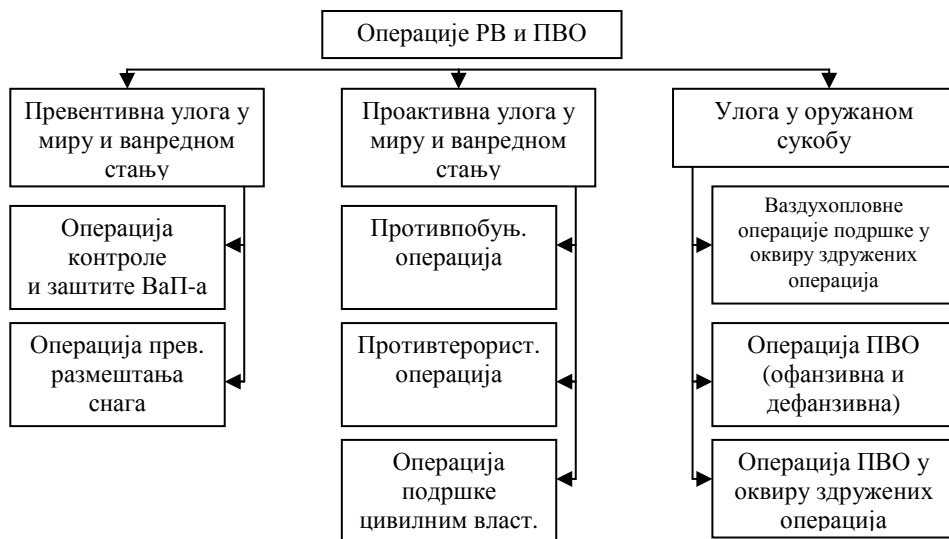 Операције РВ и ПВО
Превентивна улога у
миру и ванредном
стању
Операција
контроле
и заштите ВаП-а
Операција прев.
размештања
снага
Проактивна улога у
миру и ванредном
стању
Противпобуњ.
операција
Противтерорист.
операција
Операција
подршке
цивилним власт.
Улога у оружаном
сукобу
Ваздухопловне
операције подршке у
оквиру здружених
операција
Операција ПВО
(офанзивна и
дефанзивна)
Операција ПВО у
оквиру здружених
операција